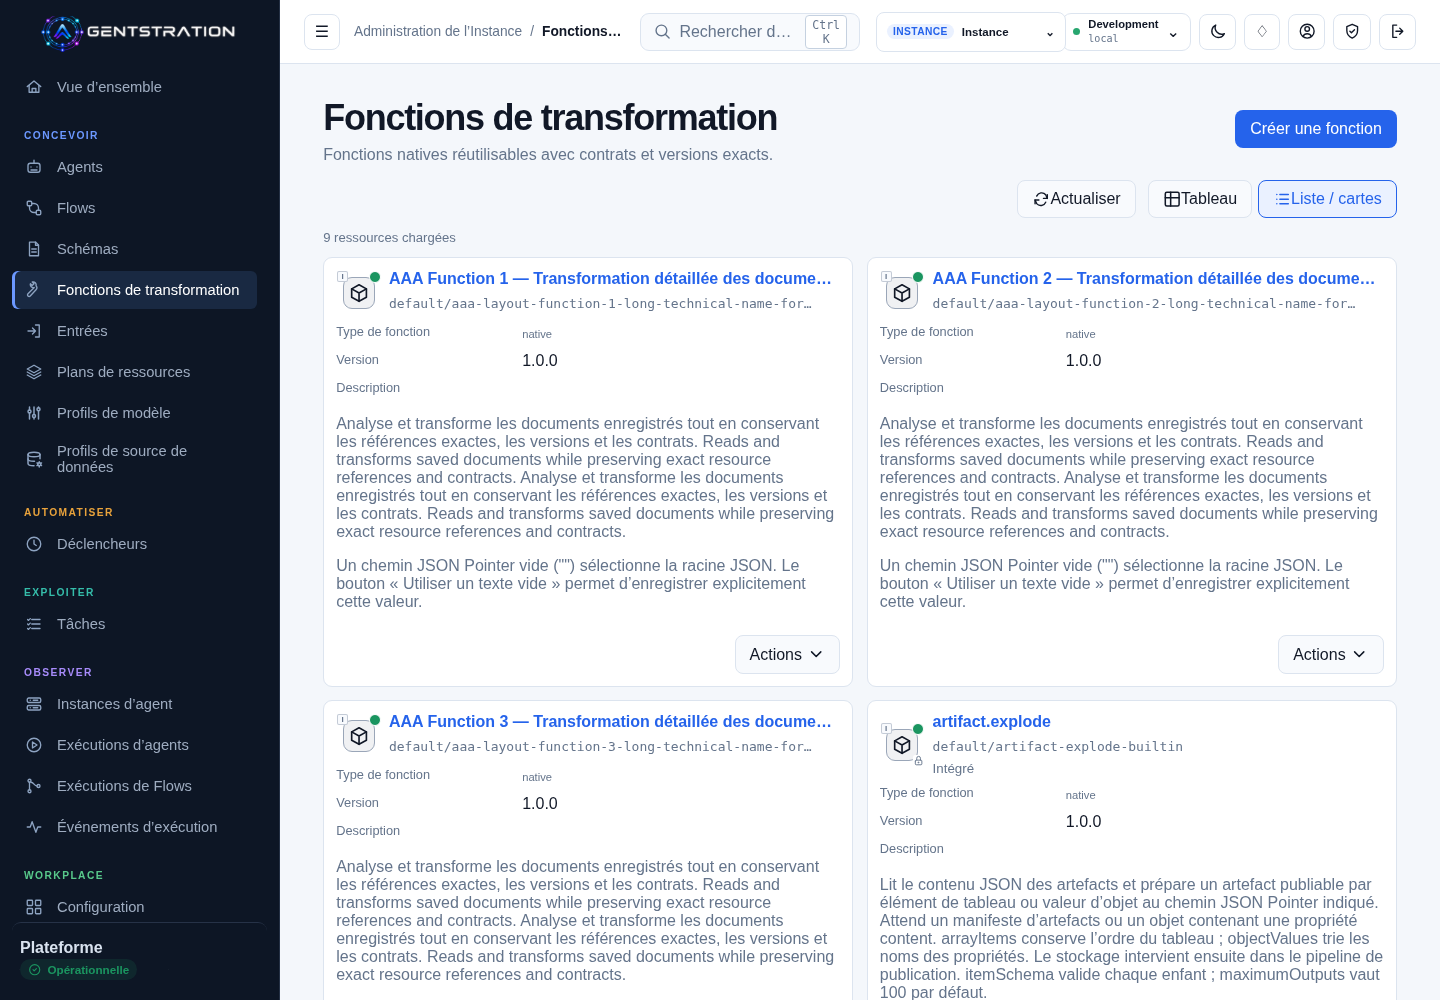 GENTSTRATION
Vue d’ensemble
CONCEVOIR
Agents
Flows
Schémas
Fonctions de transformation
Entrées
Plans de ressources
Profils de modèle
Profils de source de
données
AUTOMATISER
Déclencheurs
EXPLOITER
Tâches
OBSERVER
Instances d’agent
Exécutions d’agents
Exécutions de Flows
Événements d’exécution
WORKPLACE
Configuration
Plateforme
Opérationnelle
Administration de l’Instance / Fonctions…
Rechercher d…
Ctrl
K
INSTANCE Instance
Development
local
Fonctions de transformation
Fonctions natives réutilisables avec contrats et versions exacts.
Créer une fonction
Actualiser
Tableau
Liste / cartes
9 ressources chargées
I
AAA Function 1 — Transformation détaillée des docume…
default/aaa-layout-function-1-long-technical-name-for…
Type de fonction native
Version 1.0.0
Description
Analyse et transforme les documents enregistrés tout en conservant
les références exactes, les versions et les contrats. Reads and
transforms saved documents while preserving exact resource
references and contracts. Analyse et transforme les documents
enregistrés tout en conservant les références exactes, les versions et
les contrats. Reads and transforms saved documents while preserving
exact resource references and contracts.
Un chemin JSON Pointer vide ("") sélectionne la racine JSON. Le
bouton « Utiliser un texte vide » permet d’enregistrer explicitement
cette valeur.
Actions
I
AAA Function 2 — Transformation détaillée des docume…
default/aaa-layout-function-2-long-technical-name-for…
Type de fonction native
Version 1.0.0
Description
Analyse et transforme les documents enregistrés tout en conservant
les références exactes, les versions et les contrats. Reads and
transforms saved documents while preserving exact resource
references and contracts. Analyse et transforme les documents
enregistrés tout en conservant les références exactes, les versions et
les contrats. Reads and transforms saved documents while preserving
exact resource references and contracts.
Un chemin JSON Pointer vide ("") sélectionne la racine JSON. Le
bouton « Utiliser un texte vide » permet d’enregistrer explicitement
cette valeur.
Actions
I
AAA Function 3 — Transformation détaillée des docume…
default/aaa-layout-function-3-long-technical-name-for…
Type de fonction native
Version 1.0.0
Description
Analyse et transforme les documents enregistrés tout en conservant
les références exactes, les versions et les contrats. Reads and
transforms saved documents while preserving exact resource
references and contracts. Analyse et transforme les documents
enregistrés tout en conservant les références exactes, les versions et
les contrats. Reads and transforms saved documents while preserving
exact resource references and contracts.
I
artifact.explode
default/artifact-explode-builtin
Intégré
Type de fonction native
Version 1.0.0
Description
Lit le contenu JSON des artefacts et prépare un artefact publiable par
élément de tableau ou valeur d’objet au chemin JSON Pointer indiqué.
Attend un manifeste d’artefacts ou un objet contenant une propriété
content. arrayItems conserve l’ordre du tableau ; objectValues trie les
noms des propriétés. Le stockage intervient ensuite dans le pipeline de
publication. itemSchema valide chaque enfant ; maximumOutputs vaut
100 par défaut.